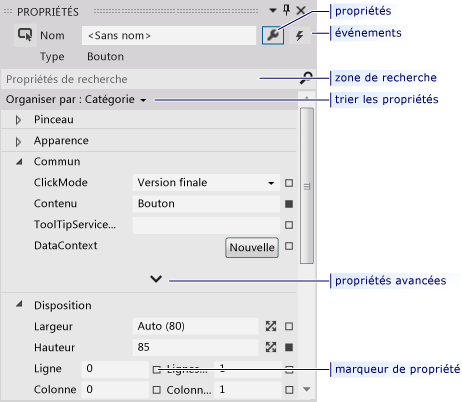 PROPRIÉTÉS
propriétés
Nom <Sans nom>
événements
Type Bouton
Propriétés de recherche
zone de recherche
Organiser par : Catégorie
trier les propriétés
Pinceau
Apparence
Commun
ClickMode Version finale
Contenu Bouton
ToolTipService...
DataContext Nouvelle
propriétés avancées
Disposition
Largeur Auto (80)
Hauteur 85
Ligne 0 Lignes... 1
marqueur de propriété
Colonne 0 Colonn... 1